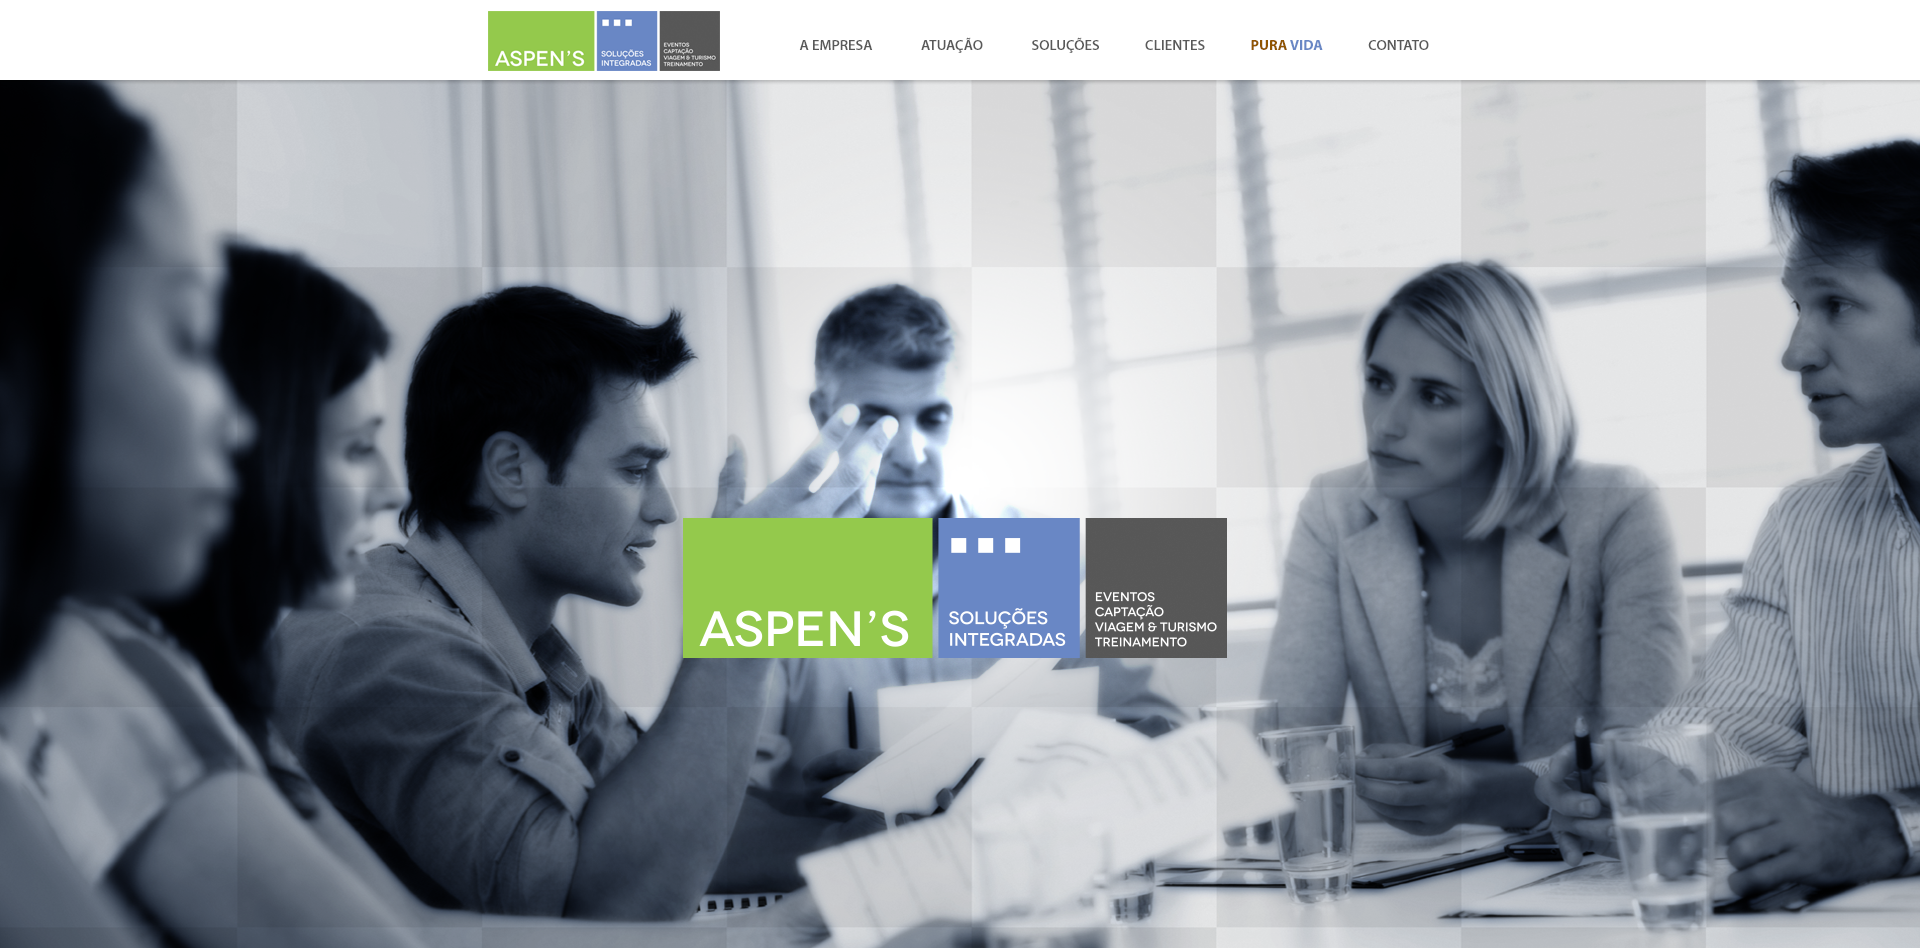 ASPEN'S
SOLUÇÕES
INTEGRADAS
EVENTOS
CAPTAÇÃO
VIAGEM & TURISMO
TREINAMENTO
A EMPRESA
ATUAÇÃO
SOLUÇÕES
CLIENTES
PURA VIDA
CONTATO
ASPEN'S
SOLUÇÕES
INTEGRADAS
EVENTOS
CAPTAÇÃO
VIAGEM & TURISMO
TREINAMENTO